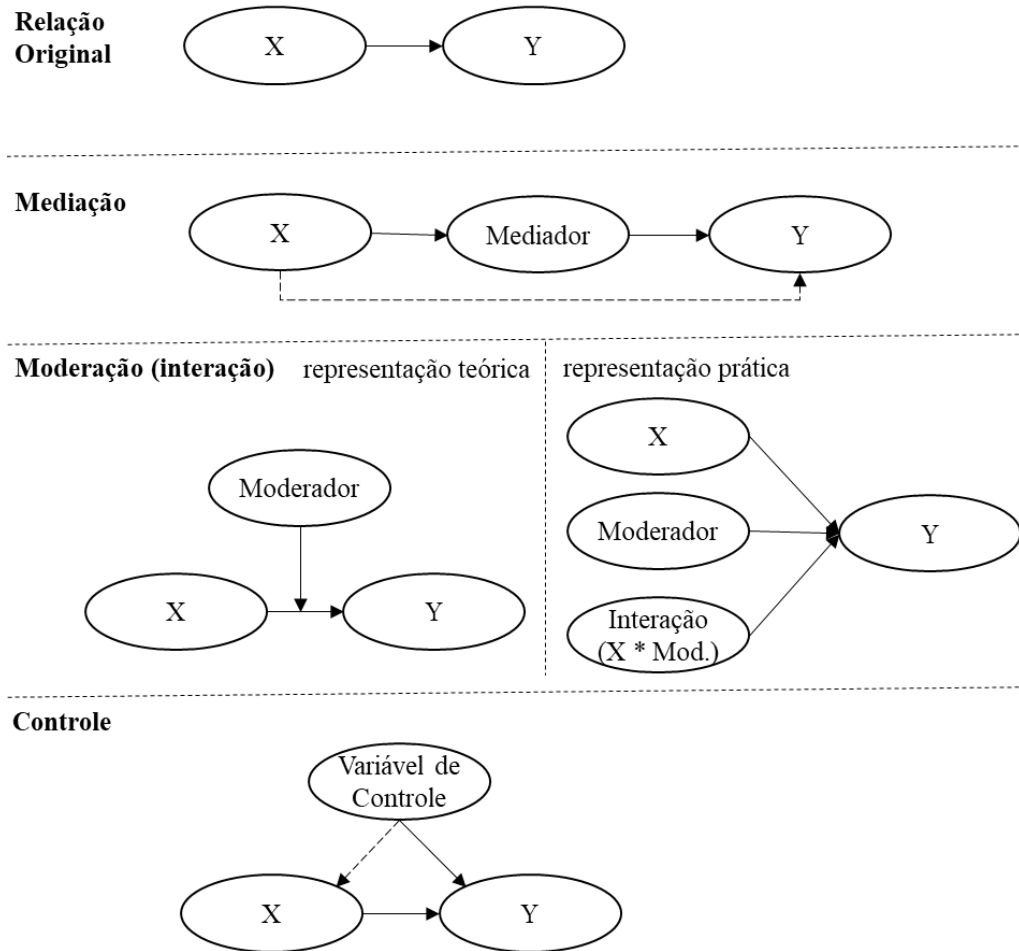 Relação
Original
X
Y
Mediação
X
Mediador
Y
Moderação (interação) representação teórica
representação prática
Moderador
X
Y
X
Moderador
Interação
(X * Mod.)
Y
Controle
Variável de
Controle
X
Y